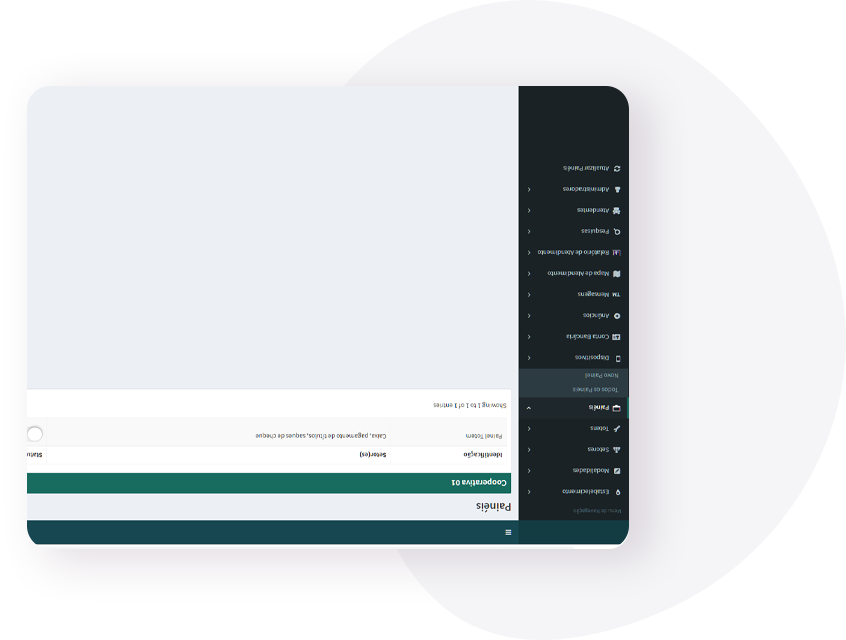 Menu de Navegação
Estabelecimento
Modalidades
Setores
Totens
Painéis
Todos os Painéis
Novo Painel
Dispositivos
Conta Bancária
Anúncios
Mensagens
Mapa de Atendimento
Relatório de Atendimento
Pesquisas
Atendentes
Administradores
Atualizar Painéis
Painéis
Cooperativa 01
Identificação Setor(es) Statu
Painel Totem Caixa, pagamento de títulos, saques de cheque
Showing 1 to 1 of 1 entries